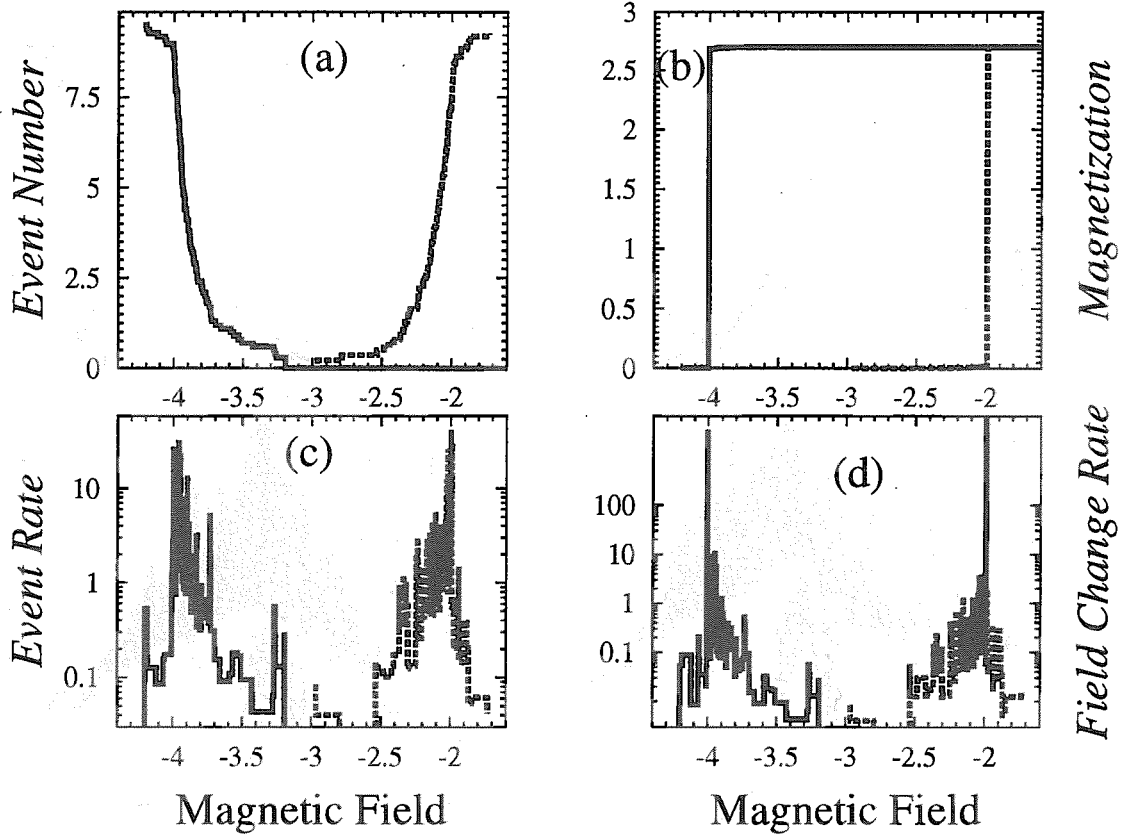 (a)
Event Number
7.5
5
2.5
0
-4 -3.5 -3 -2.5 -2
(b)
Magnetization
3
2.5
2
1.5
1
0.5
0
-4 -3.5 -3 -2.5 -2
(c)
Event Rate
10
1
0.1
-4 -3.5 -3 -2.5 -2
Magnetic Field
(d)
Field Change Rate
100
10
1
0.1
-4 -3.5 -3 -2.5 -2
Magnetic Field